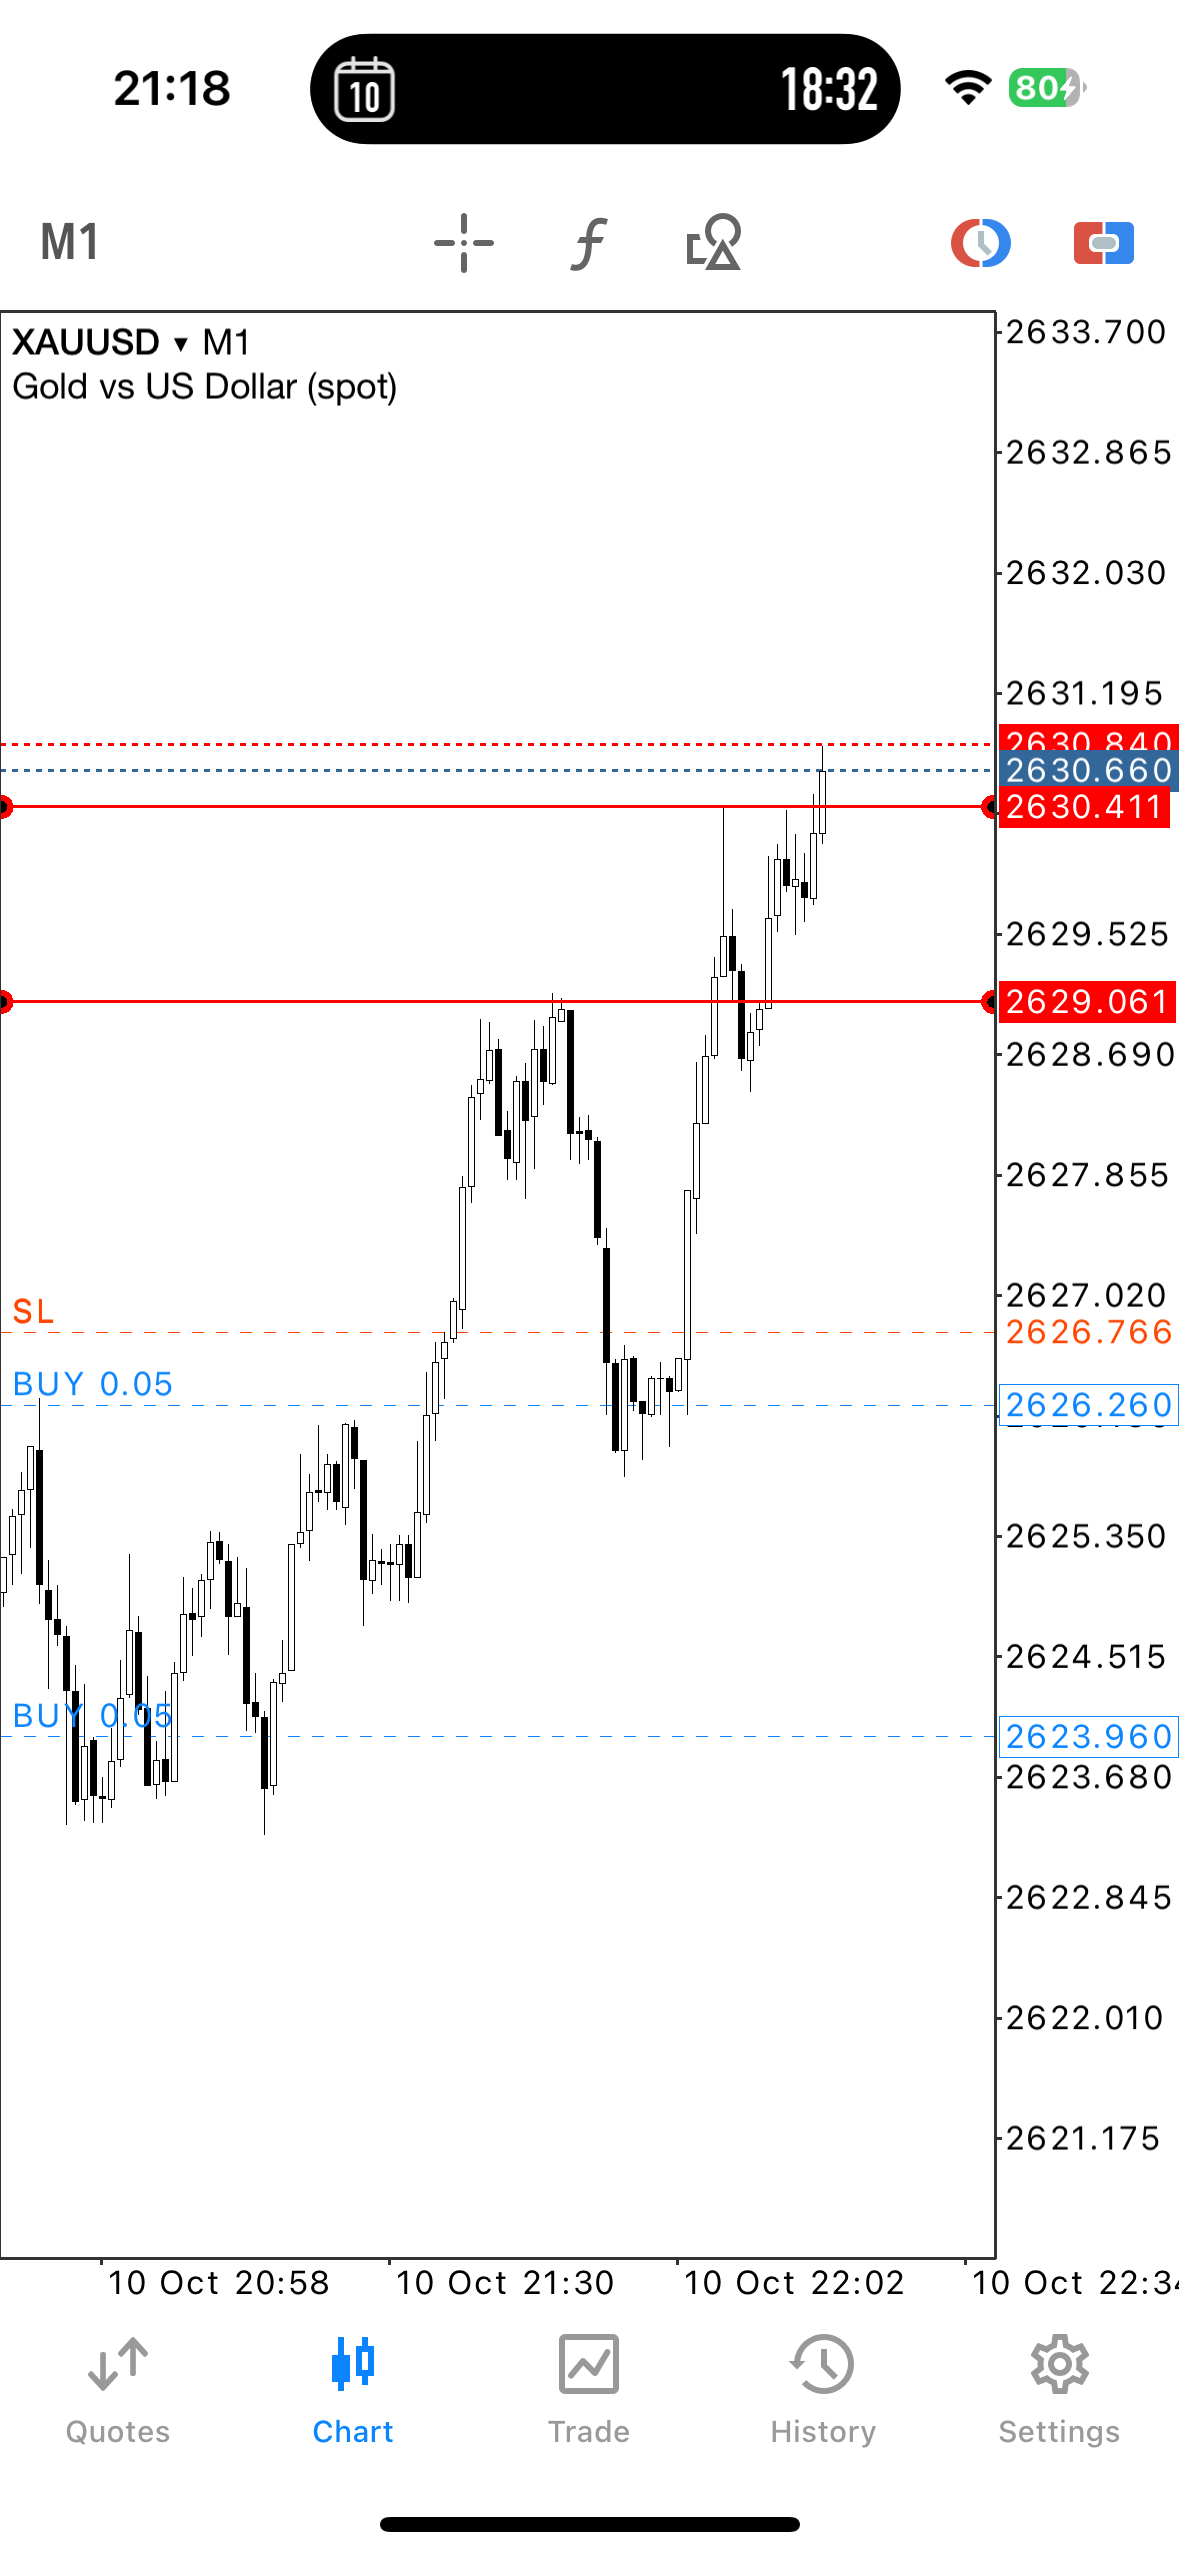 21:18
10
18:32
80
M1
f
XAUUSD ▾ M1
Gold vs US Dollar (spot)
2633.700
2632.865
2632.030
2631.195
2630.840
2630.660
2630.411
2629.525
2629.061
2628.690
2627.855
2627.020
SL
2626.766
BUY 0.05
2626.260
2625.350
2624.515
BUY 0.05
2623.960
2623.680
2622.845
2622.010
2621.175
10 Oct 20:58
10 Oct 21:30
10 Oct 22:02
10 Oct 22:34
Quotes
Chart
Trade
History
Settings